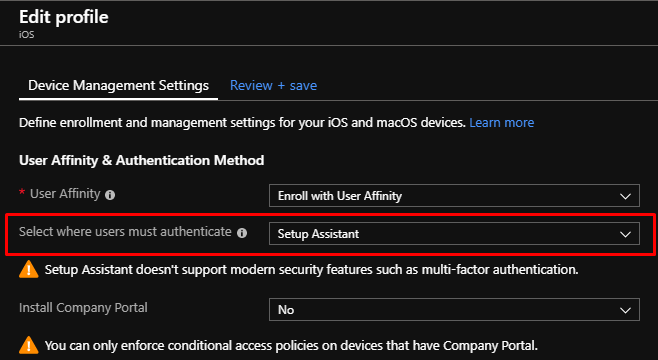 Edit profile
iOS
Device Management Settings Review + save
Define enrollment and management settings for your iOS and macOS devices. Learn more
User Affinity & Authentication Method
* User Affinity Enroll with User Affinity
Select where users must authenticate Setup Assistant
Setup Assistant doesn't support modern security features such as multi-factor authentication.
Install Company Portal No
You can only enforce conditional access policies on devices that have Company Portal.